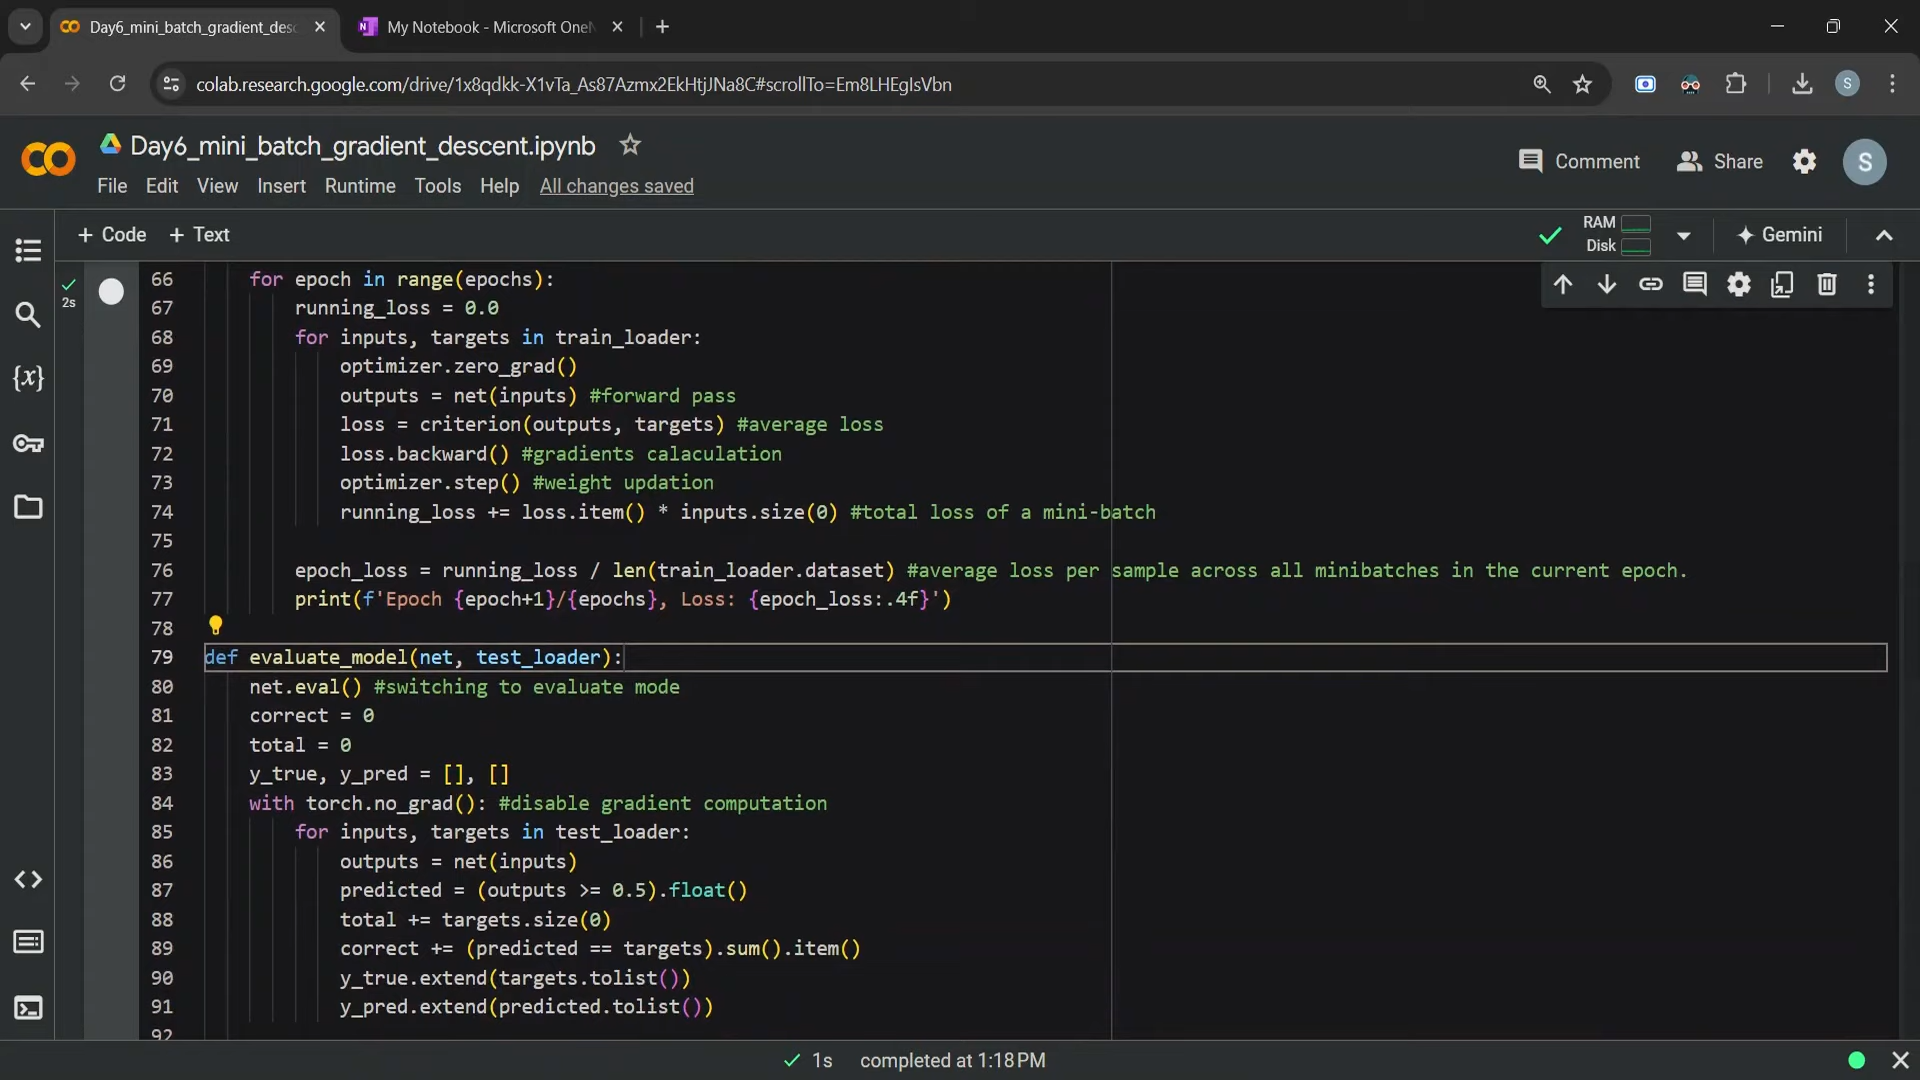 Day6_mini_batch_gradient_desc
My Notebook - Microsoft OneN
colab.research.google.com/drive/1x8qdkk-X1vTa_As87Azmx2EkHtjJNa8C#scrollTo=Em8LHEgIsVbn
S
CO
Day6_mini_batch_gradient_descent.ipynb
File Edit View Insert Runtime Tools Help All changes saved
Comment Share S
+ Code + Text
RAM
Disk
Gemini
2s
66 for epoch in range(epochs):
67 running_loss = 0.0
68 for inputs, targets in train_loader:
69 optimizer.zero_grad()
70 outputs = net(inputs) #forward pass
71 loss = criterion(outputs, targets) #average loss
72 loss.backward() #gradients calaculation
73 optimizer.step() #weight updation
74 running_loss += loss.item() * inputs.size(0) #total loss of a mini-batch
75
76 epoch_loss = running_loss / len(train_loader.dataset) #average loss per sample across all minibatches in the current epoch.
77 print(f'Epoch {epoch+1}/{epochs}, Loss: {epoch_loss:.4f}')
78
79 def evaluate_model(net, test_loader):
80 net.eval() #switching to evaluate mode
81 correct = 0
82 total = 0
83 y_true, y_pred = [], []
84 with torch.no_grad(): #disable gradient computation
85 for inputs, targets in test_loader:
86 outputs = net(inputs)
87 predicted = (outputs >= 0.5).float()
88 total += targets.size(0)
89 correct += (predicted == targets).sum().item()
90 y_true.extend(targets.tolist())
91 y_pred.extend(predicted.tolist())
92
{x}
1s completed at 1:18 PM